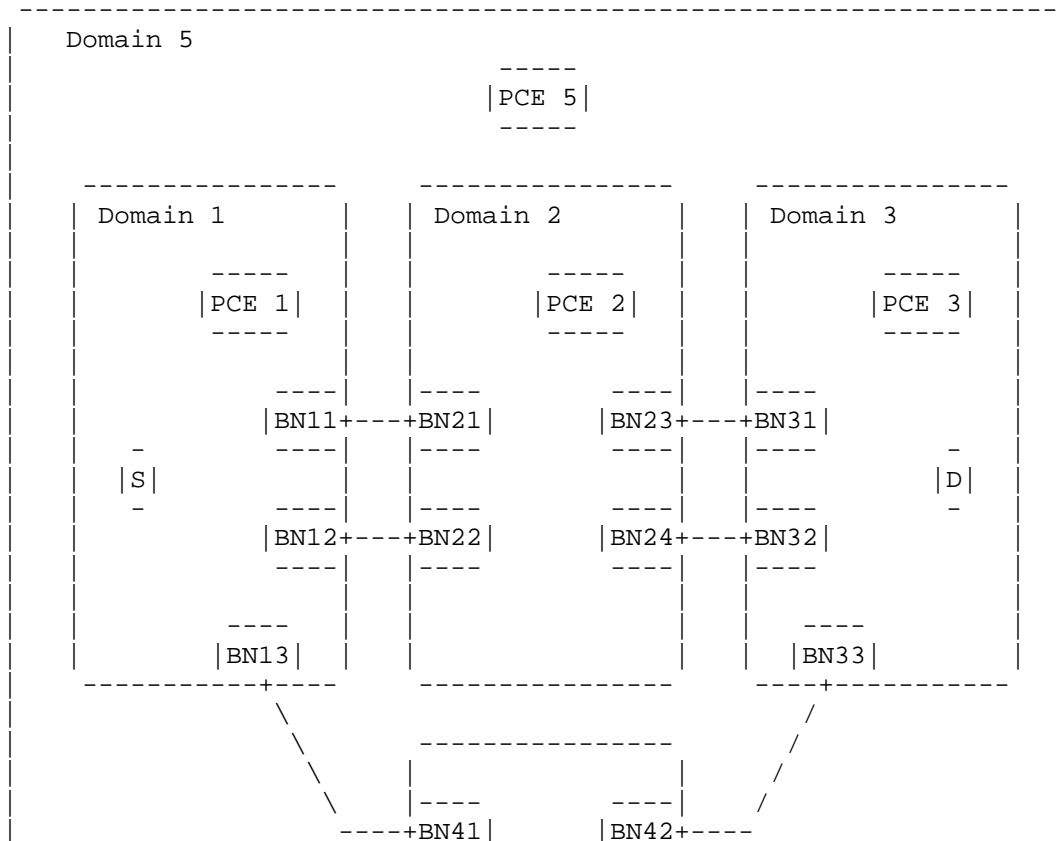 Domain 5
PCE 5
Domain 1 Domain 2 Domain 3
PCE 1 PCE 2 PCE 3
BN11 BN21 BN23 BN31
S D
BN12 BN22 BN24 BN32
BN13 BN33
BN41 BN42